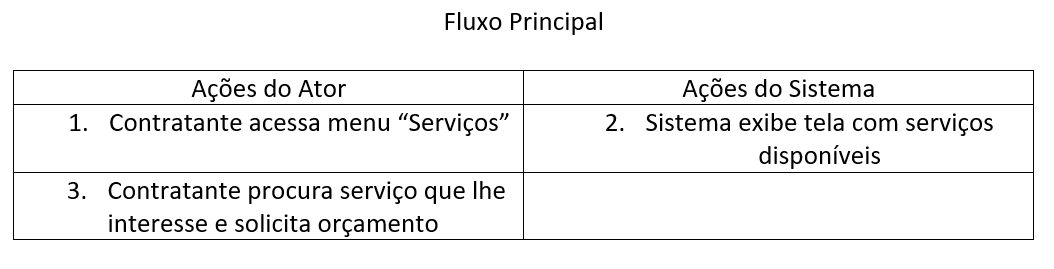 Fluxo Principal
Ações do Ator
Ações do Sistema
1. Contratante acessa menu “Serviços”
2. Sistema exibe tela com serviços
disponíveis
3. Contratante procura serviço que lhe
interesse e solicita orçamento